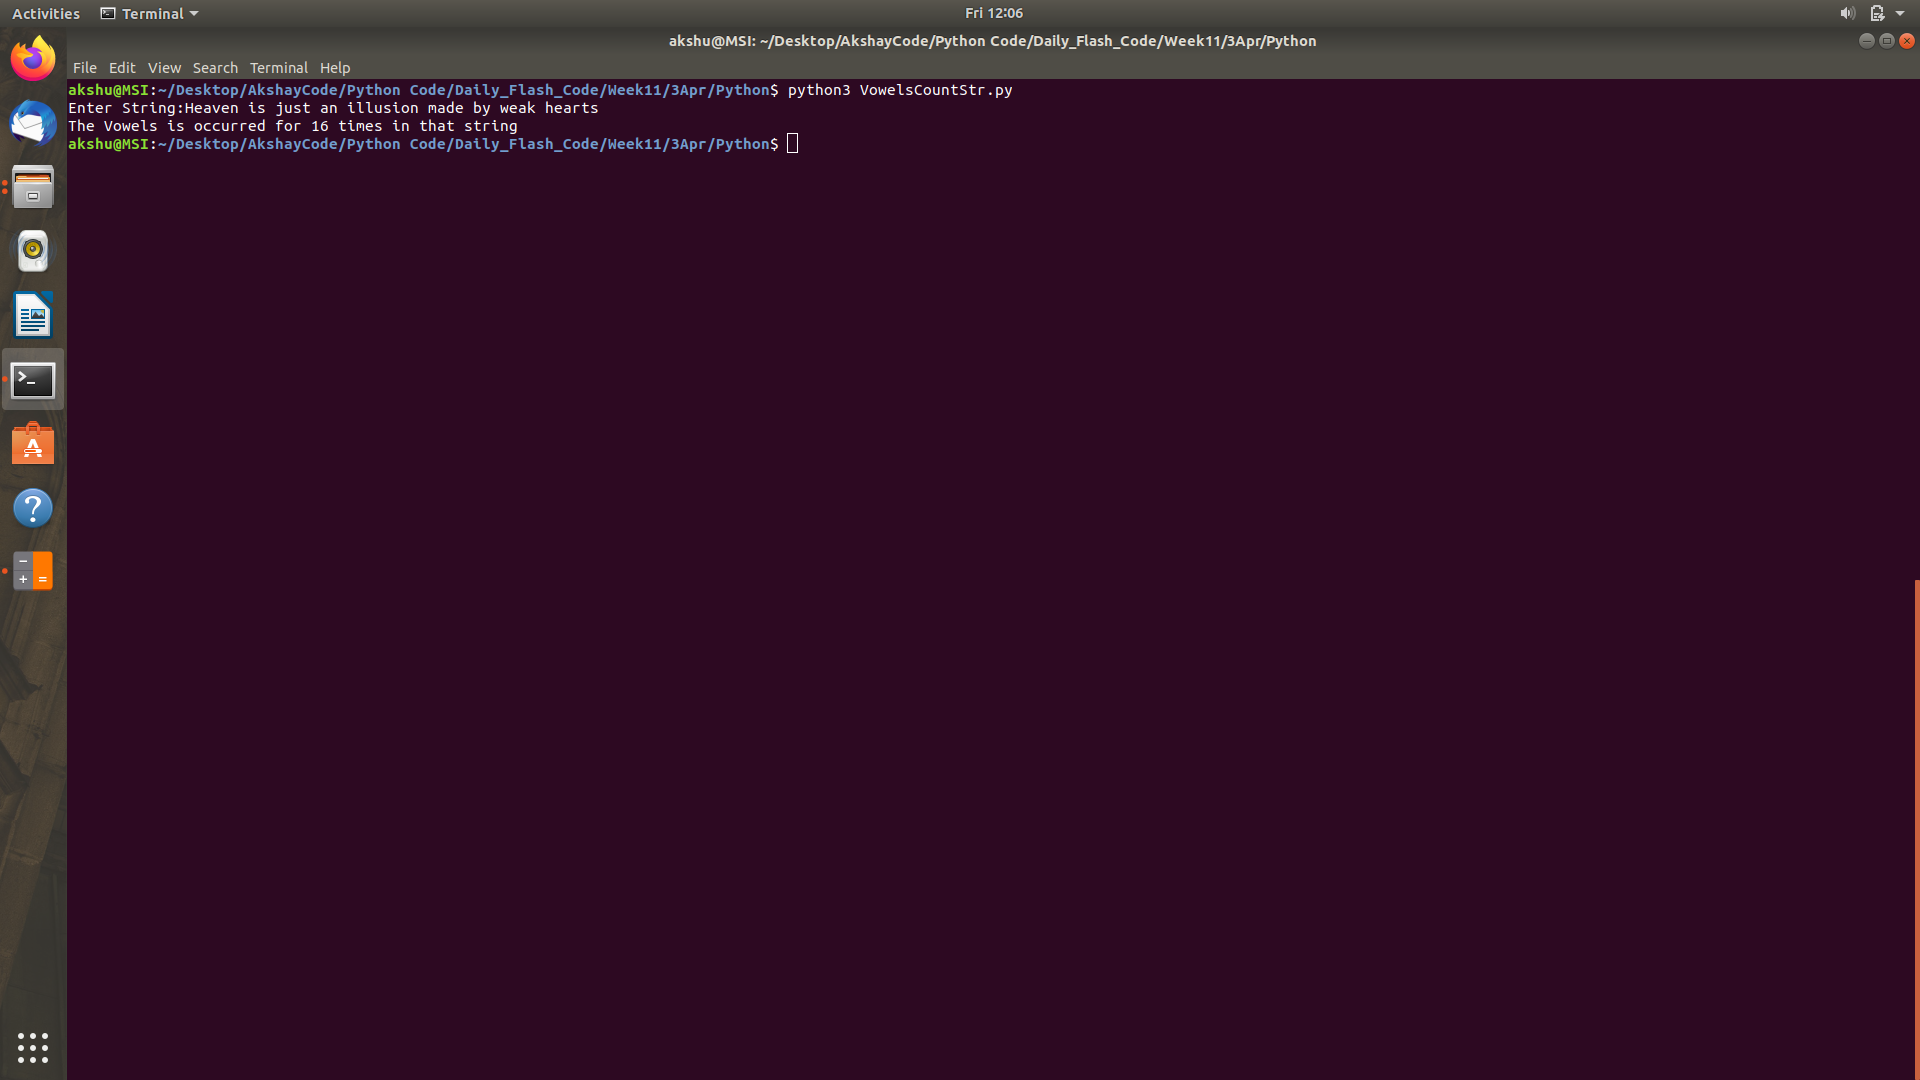 Activities Terminal Fri 12:06
akshu@MSI: ~/Desktop/AkshayCode/Python Code/Daily_Flash_Code/Week11/3Apr/Python
File Edit View Search Terminal Help
akshu@MSI:~/Desktop/AkshayCode/Python Code/Daily_Flash_Code/Week11/3Apr/Python$ python3 VowelsCountStr.py
Enter String:Heaven is just an illusion made by weak hearts
The Vowels is occurred for 16 times in that string
akshu@MSI:~/Desktop/AkshayCode/Python Code/Daily_Flash_Code/Week11/3Apr/Python$